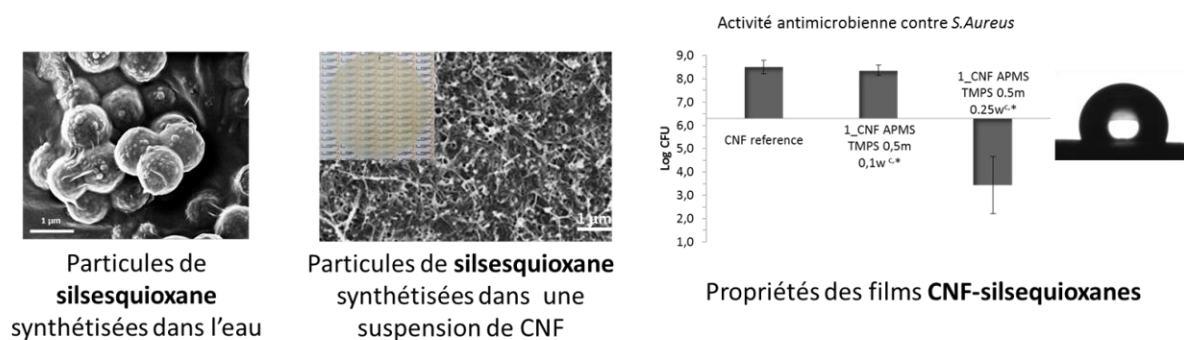 Activité antimicrobienne contre S.Aureus
1 µm
Particules de
silsesquioxane
synthétisées dans l'eau
1 µm
Particules de silsesquioxane
synthétisées dans une
suspension de CNF
Log CFU
9,0
8,0
7,0
6,0
5,0
4,0
3,0
2,0
1,0
CNF reference
1_CNF APMS
TMPS 0,5m
0,1w c,*
1_CNF APMS
TMPS 0.5m
0.25wc,*
Propriétés des films CNF-silsequioxanes